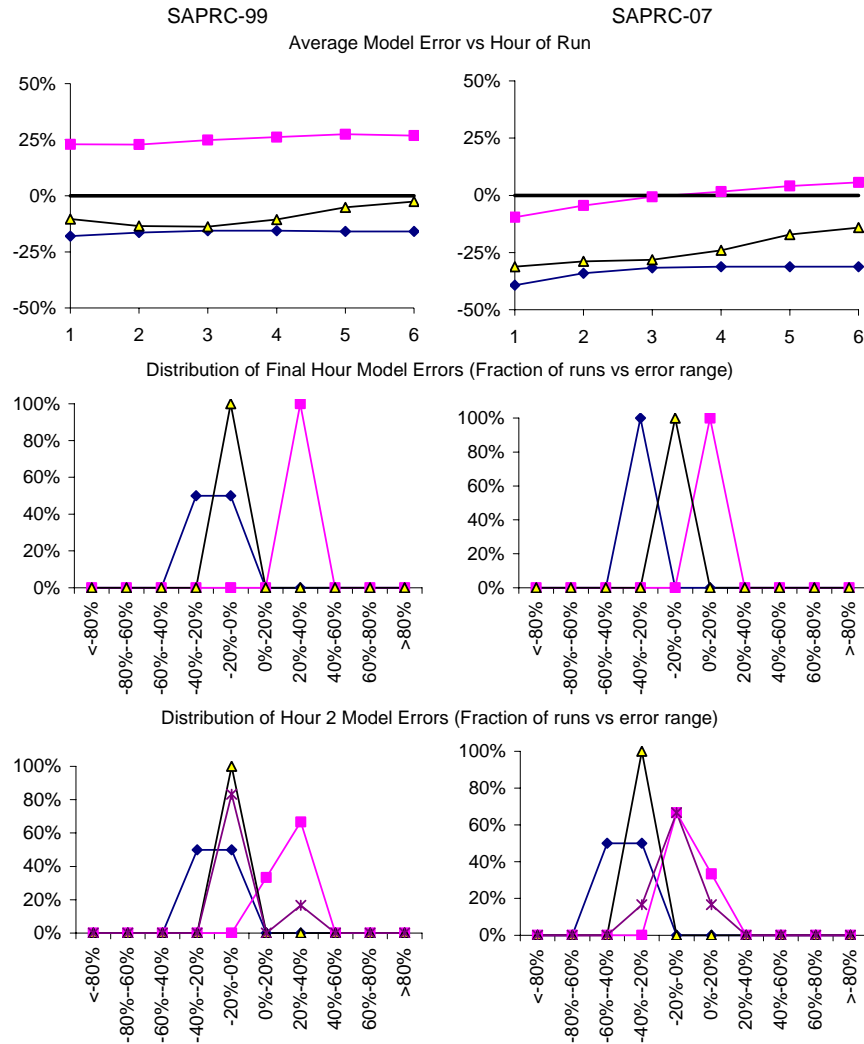 SAPRC-99 SAPRC-07
Average Model Error vs Hour of Run
50% 50%
25% 25%
0% 0%
-25% -25%
-50% -50%
1 2 3 4 5 6 1 2 3 4 5 6
Distribution of Final Hour Model Errors (Fraction of runs vs error range)
100% 100%
80% 80%
60% 60%
40% 40%
20% 20%
0% 0%
<-80% -80%--60% -60%--40% -40%--20% -20%-0% 0%-20% 20%-40% 40%-60% 60%-80% >80% <-80% -80%--60% -60%--40% -40%--20% -20%-0% 0%-20% 20%-40% 40%-60% 60%-80% >80%
Distribution of Hour 2 Model Errors (Fraction of runs vs error range)
100% 100%
80% 80%
60% 60%
40% 40%
20% 20%
0% 0%
<-80% -80%--60% -60%--40% -40%--20% -20%-0% 0%-20% 20%-40% 40%-60% 60%-80% >80% <-80% -80%--60% -60%--40% -40%--20% -20%-0% 0%-20% 20%-40% 40%-60% 60%-80% >80%